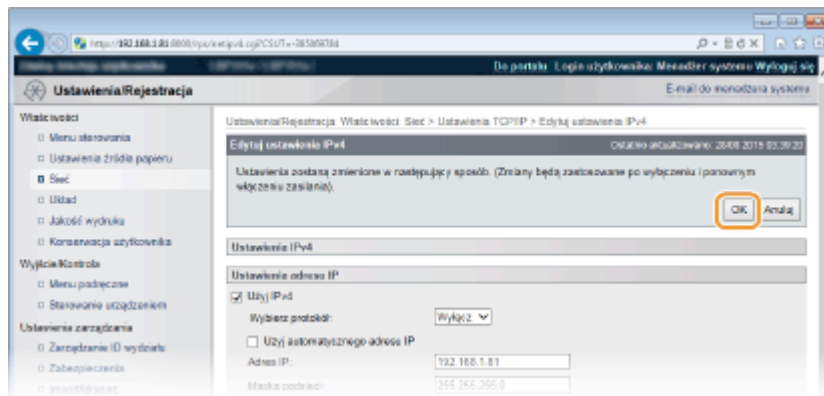 Do portalu Login użytkownika: Menedżer systemu Wyloguj się
Ustawienia/Rejestracja
E-mail do menadżera systemu
Właściwości
Menu sterowania
Ustawienia źródła papieru
Sieć
Układ
Jakość wydruku
Konserwacja użytkownika
Wyjście/Kontrola
Menu podręczne
Sterowanie urządzeniem
Ustawienia zarządzania
Zarządzanie ID wydziału
Zabezpieczenia
Import/Eksport
Ustawienia/Rejestracja: Właściwości: Sieć > Ustawienia TCP/IP > Edytuj ustawienia IPv4
Edytuj ustawienia IPv4
Ostatnio aktualizowano: 28/08 2015 03:39:20
Ustawienia zostaną zmienione w następujący sposób. (Zmiany będą zastosowane po wyłączeniu i ponownym
włączeniu zasilania).
OK Anuluj
Ustawienia IPv4
Ustawienia adresu IP
Użyj IPv4
Wybierz protokół: Wyłącz
Użyj automatycznego adresu IP
Adres IP: 192.168.1.81
Maska podsieci: 255.255.255.0